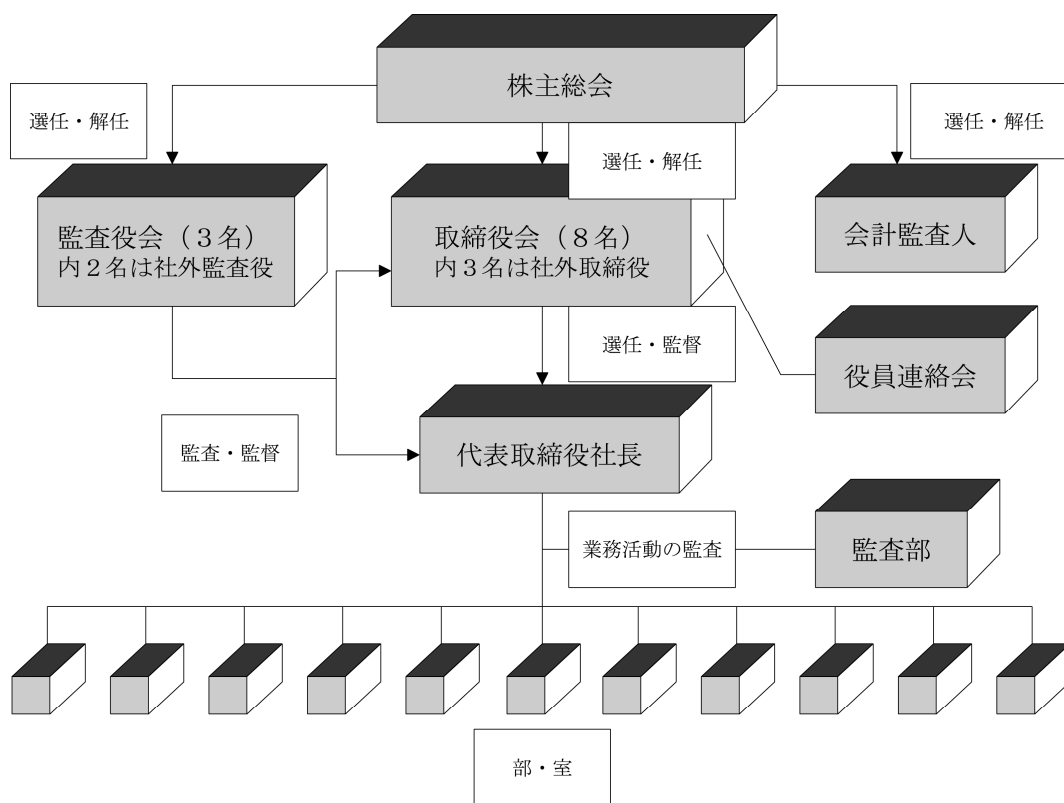 株主総会
選任・解任
選任・解任
選任・解任
監査役会（３名）
内２名は社外監査役
取締役会（８名）
内３名は社外取締役
会計監査人
選任・監督
役員連絡会
監査・監督
代表取締役社長
業務活動の監査
監査部
部・室